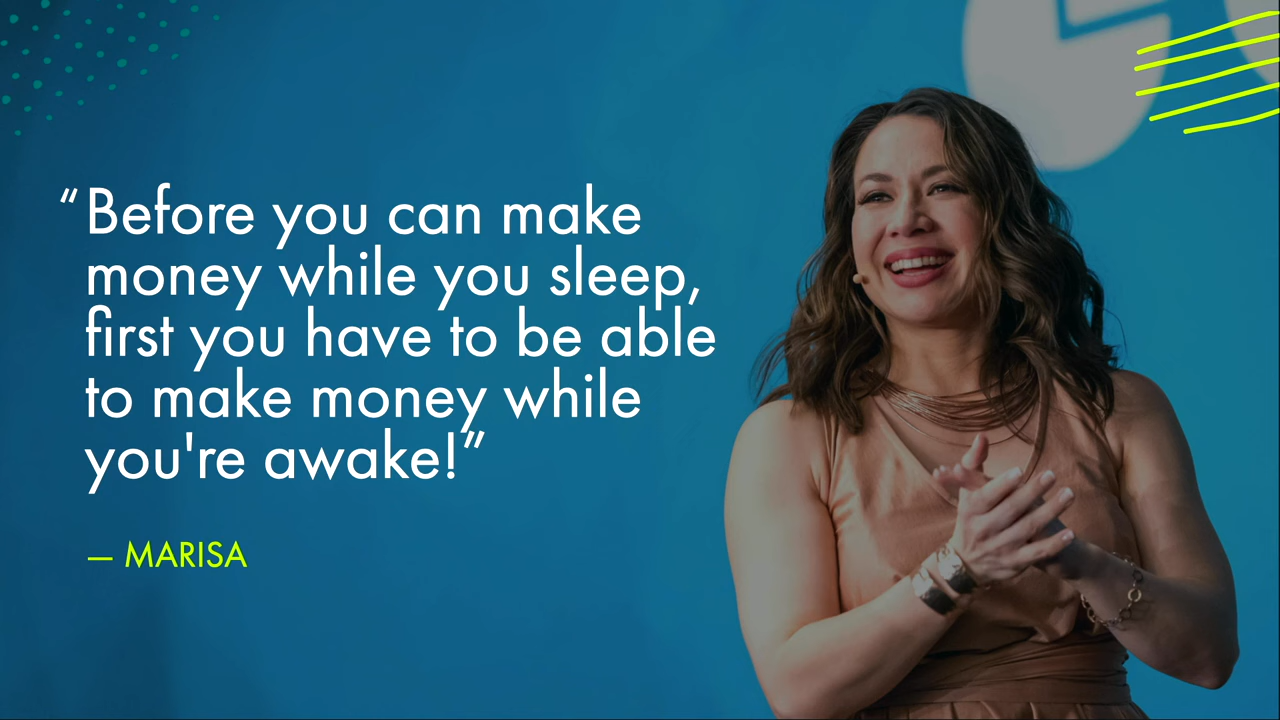 “Before you can make
money while you sleep,
first you have to be able
to make money while
you're awake!”
— MARISA